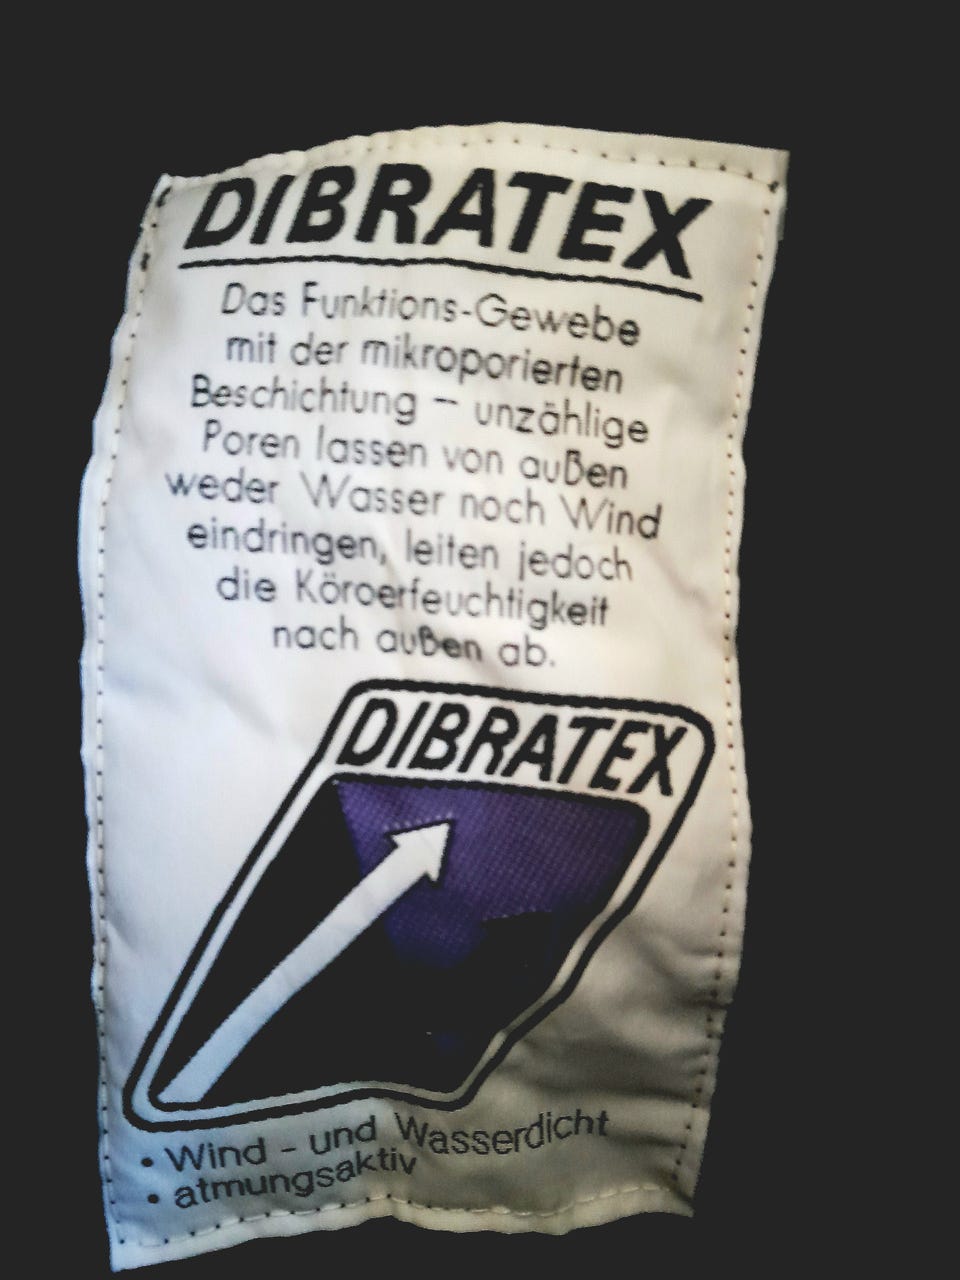 DIBRATEX
Das Funktions-Gewebe
mit der mikroporierten
Beschichtung - unzählige
Poren lassen von außen
weder Wasser noch Wind
eindringen, leiten jedoch
die Köroerfeuchtigkeit
nach außen ab.
DIBRATEX
• Wind - und Wasserdicht
• atmungsaktiv